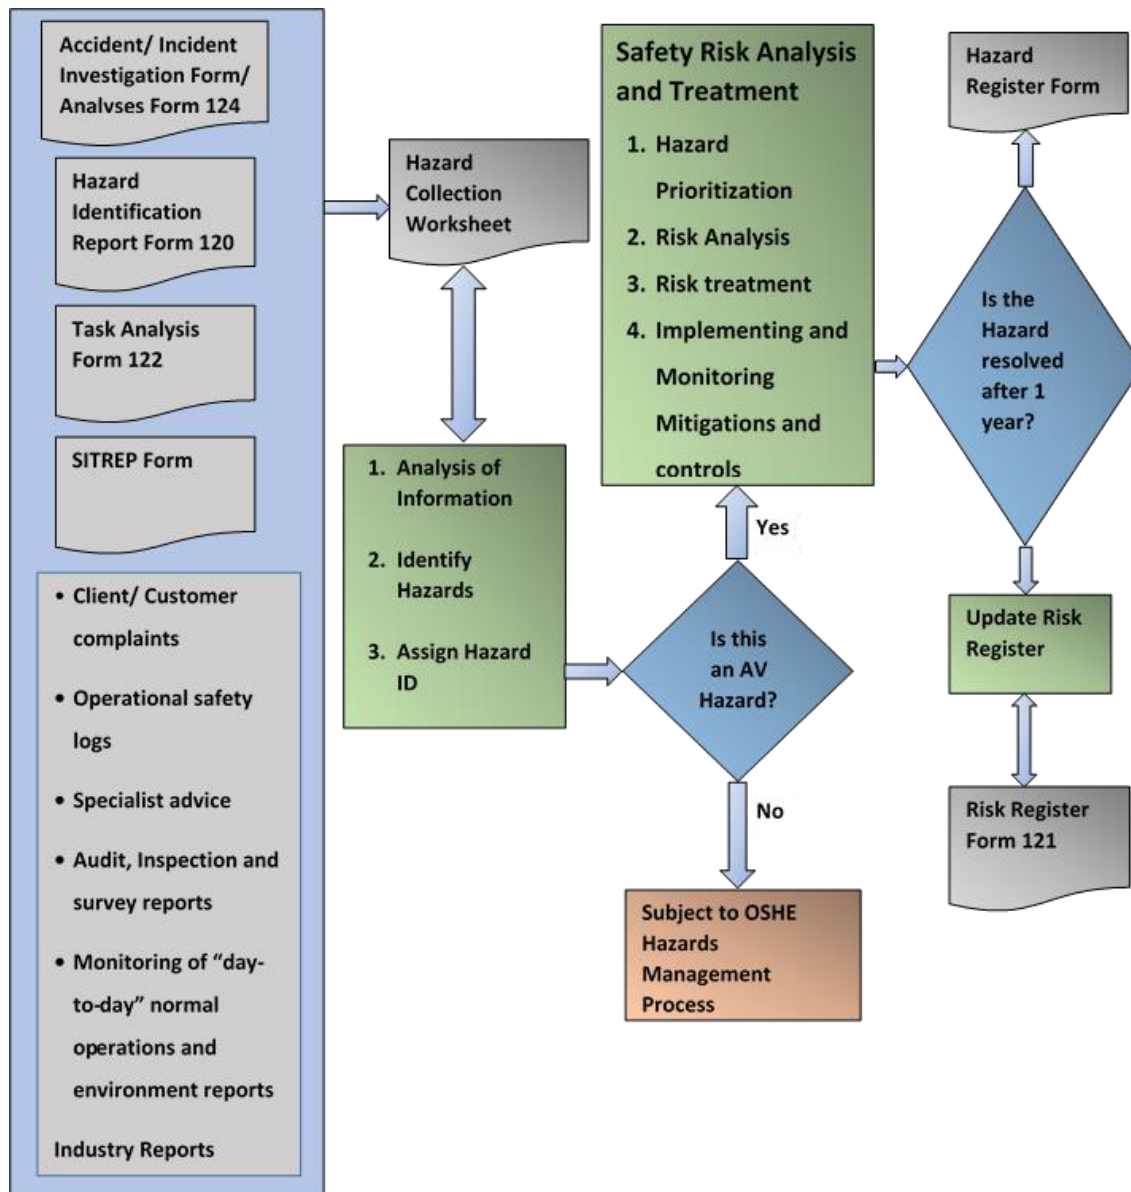 Accident/ Incident
Investigation Form/
Analvses Form 124
Hazard
Identification
Report Form 120
Task Analysis
Form 122
SITREP Form
• Client/ Customer
complaints
• Operational safety
logs
• Specialist advice
• Audit, Inspection and
survey reports
• Monitoring of “day-
to-day” normal
operations and
environment reports
Industry Reports
Hazard
Collection
Worksheet
1. Analysis of
Information
2. Identify
Hazards
3. Assign Hazard
ID
Safety Risk Analysis
and Treatment
1. Hazard
Prioritization
2. Risk Analysis
3. Risk treatment
4. Implementing and
Monitoring
Mitigations and
controls
Yes
Is this
an AV
Hazard?
No
Subject to OSHE
Hazards
Management
Process
Hazard
Register Form
Is the
Hazard
resolved
after 1
year?
Update Risk
Register
Risk Register
Form 121